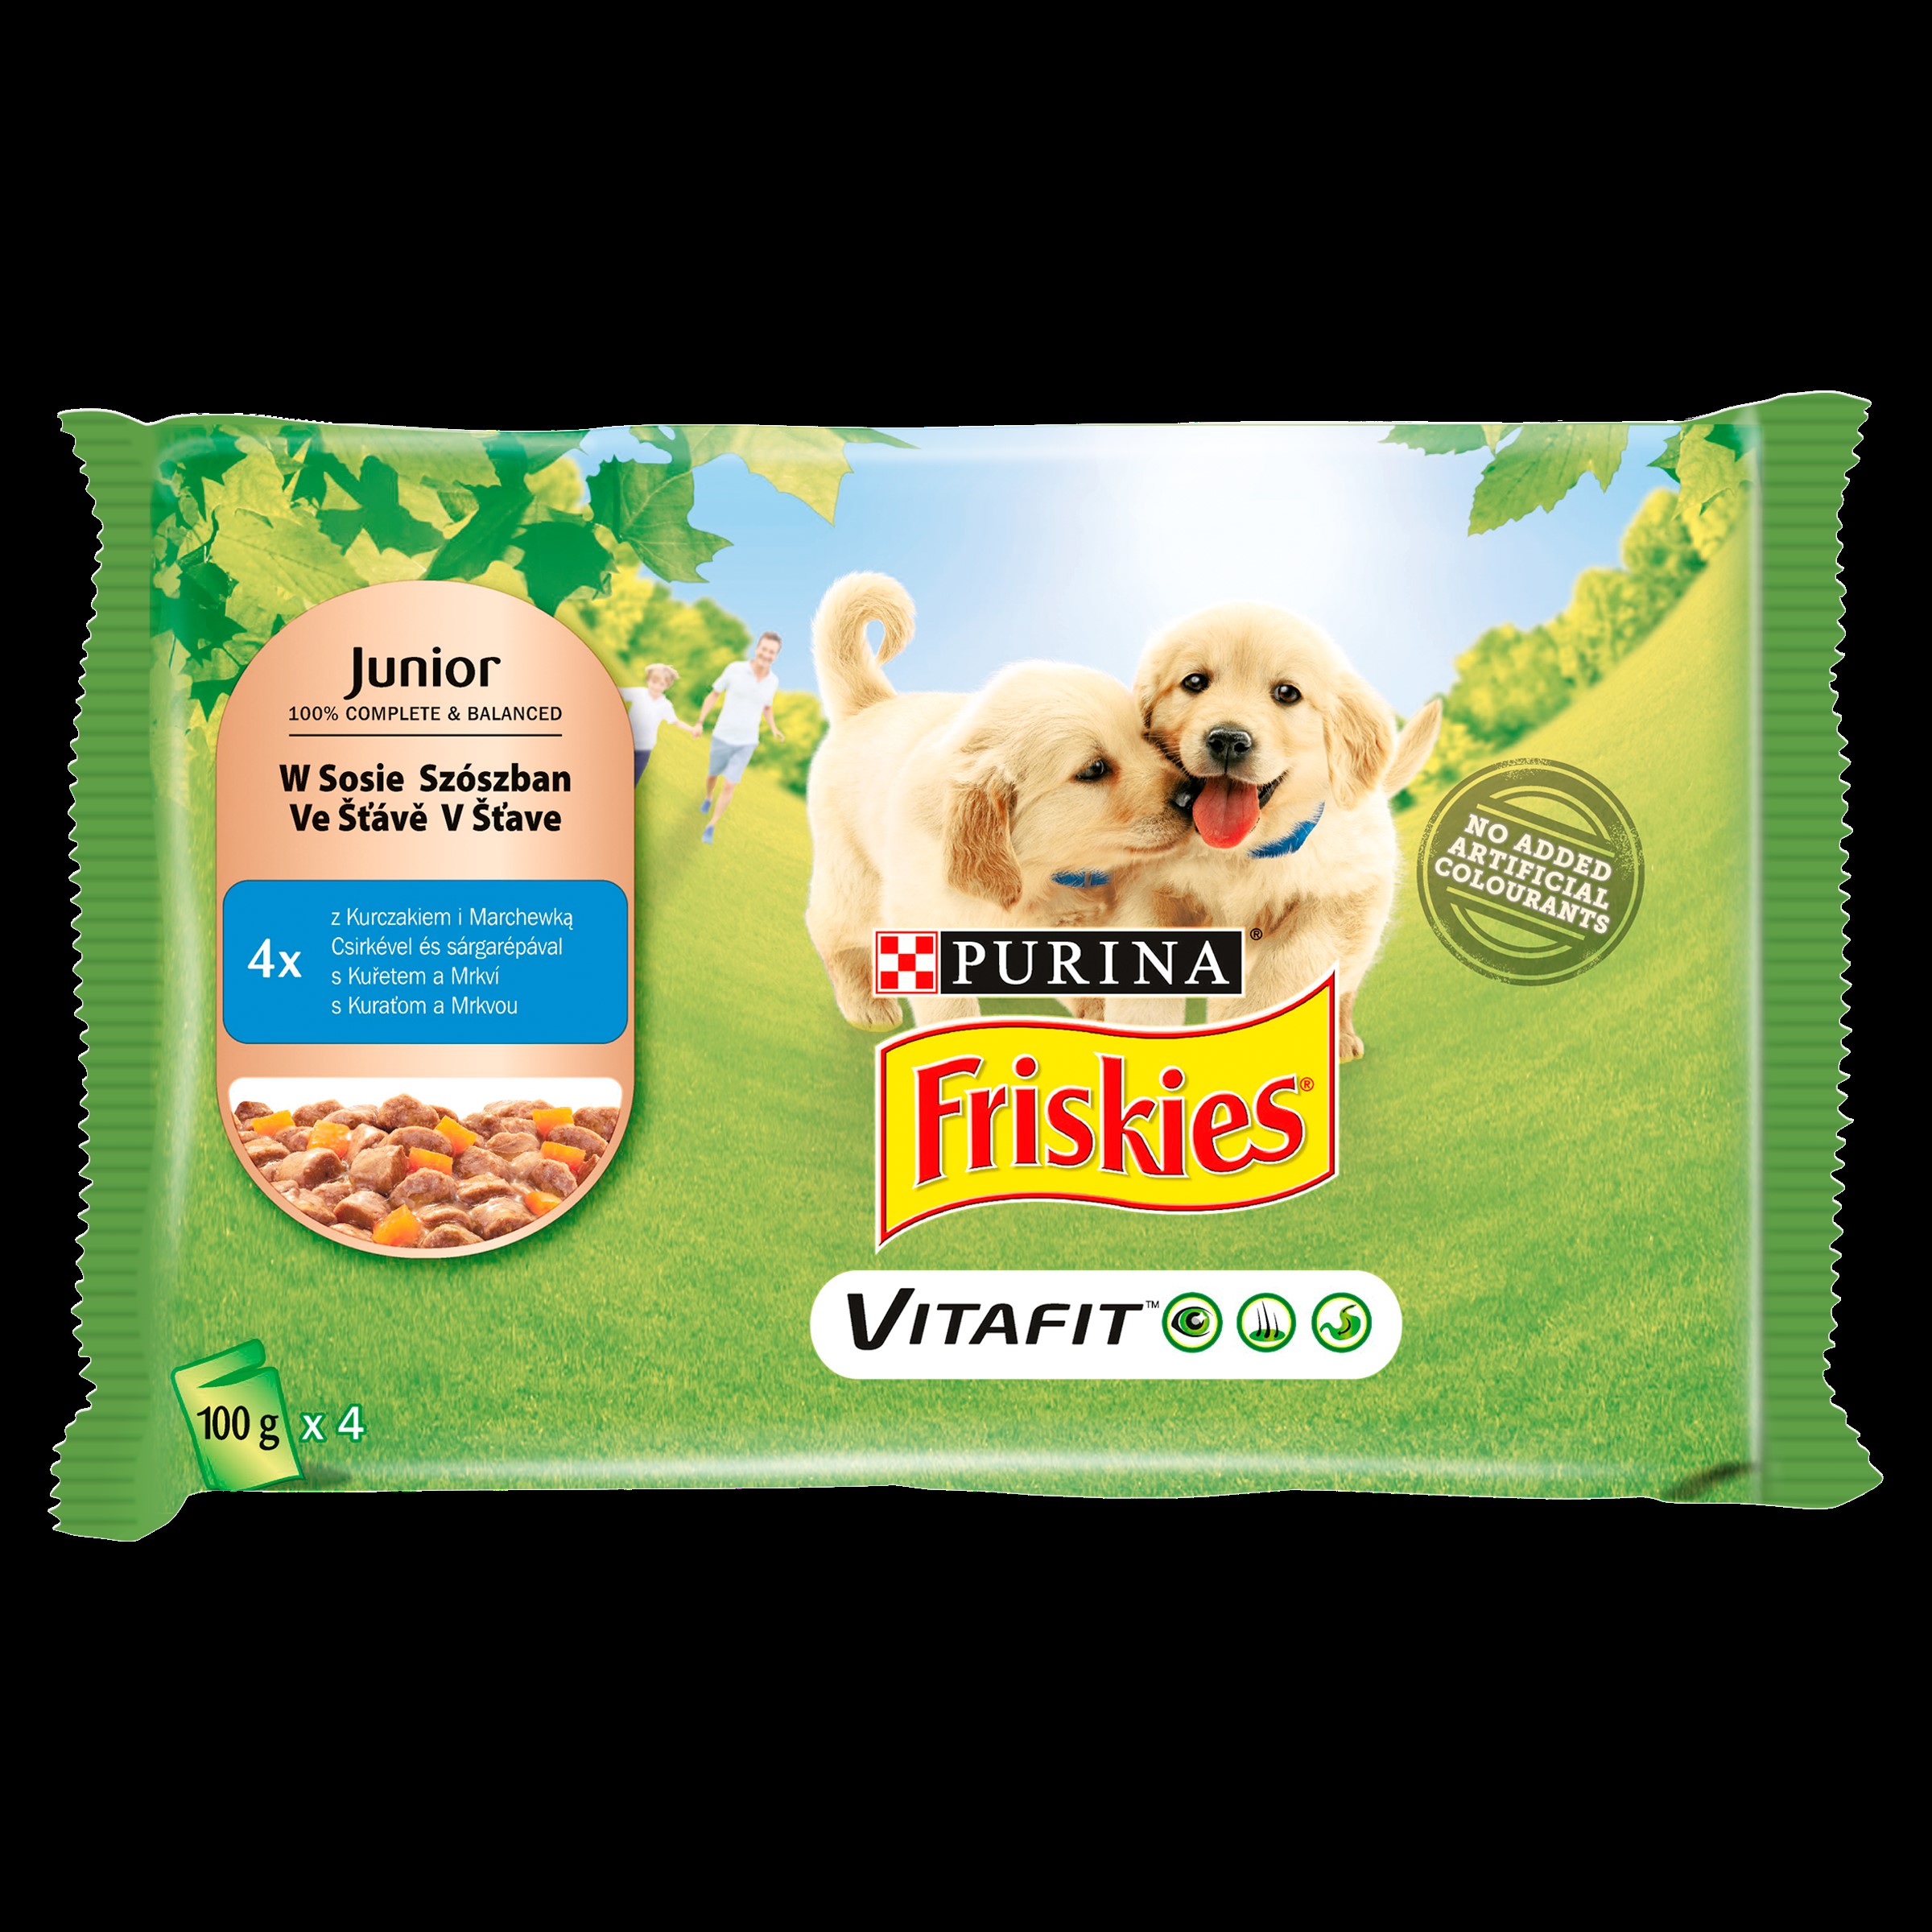 Junior
100% COMPLETE & BALANCED
W Sosie Szószban
Ve Šťávě V Šťave
4x
z Kurczakiem i Marchewką
Csirkével és sárgarépával
s Kuřetem a Mrkví
s Kuraťom a Mrkvou
NO ADDED
ARTIFICIAL
COLOURANTS
PURINA®
Friskies®
VITAFIT™
100 g x 4